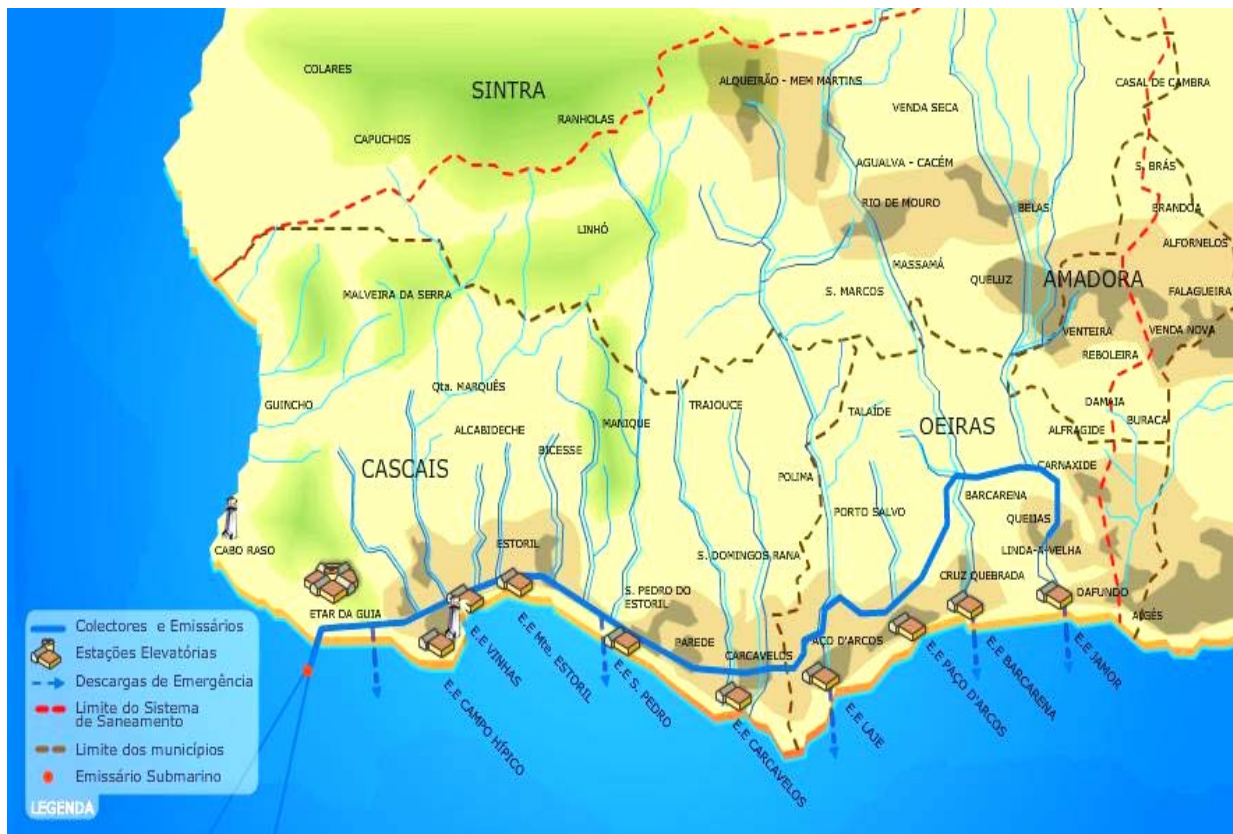 COLARES
SINTRA
ALQUEIRÃO - MEM MARTINS
CASAL DE CAMBRA
VENDA SECA
RANHOLAS
CAPUCHOS
AGUALVA - CACÉM
S. BRÁS
RIO DE MOURO
BELAS
BRANDOA
LINHÓ
ALFORNELOS
MASSAMÁ
QUELUZ
AMADORA
MALVEIRA DA SERRA
S. MARCOS
FALAGUEIRA
VENTEIRA
VENDA NOVA
REBOLEIRA
Qta. MARQUÊS
GUINCHO
TRAJOUCE
TALAÍDE
DAMAIA
BURACA
ALCABIDECHE
MANIQUE
OEIRAS
ALFRAGIDE
BICESSE
CASCAIS
POLIMA
CARNAXIDE
BARCARENA
PORTO SALVO
QUEIJAS
ESTORIL
CABO RASO
S. DOMINGOS RANA
LINDA-A-VELHA
CRUZ QUEBRADA
S. PEDRO DO
ESTORIL
DAFUNDO
ETAR DA GUIA
ALGÉS
PAREDE
CARCAVELOS
AÇO D'ARCOS
E.E CAMPO HÍPICO
E.E VINHAS
E.E Mte. ESTORIL
E.E S. PEDRO
E.E CARCAVELOS
E.E LAJE
E.E PAÇO D'ARCOS
E.E BARCARENA
E.E JAMOR
Colectores e Emissários
Estações Elevatórias
Descargas de Emergência
Limite do Sistema
de Saneamento
Limite dos municípios
Emissário Submarino
LEGENDA